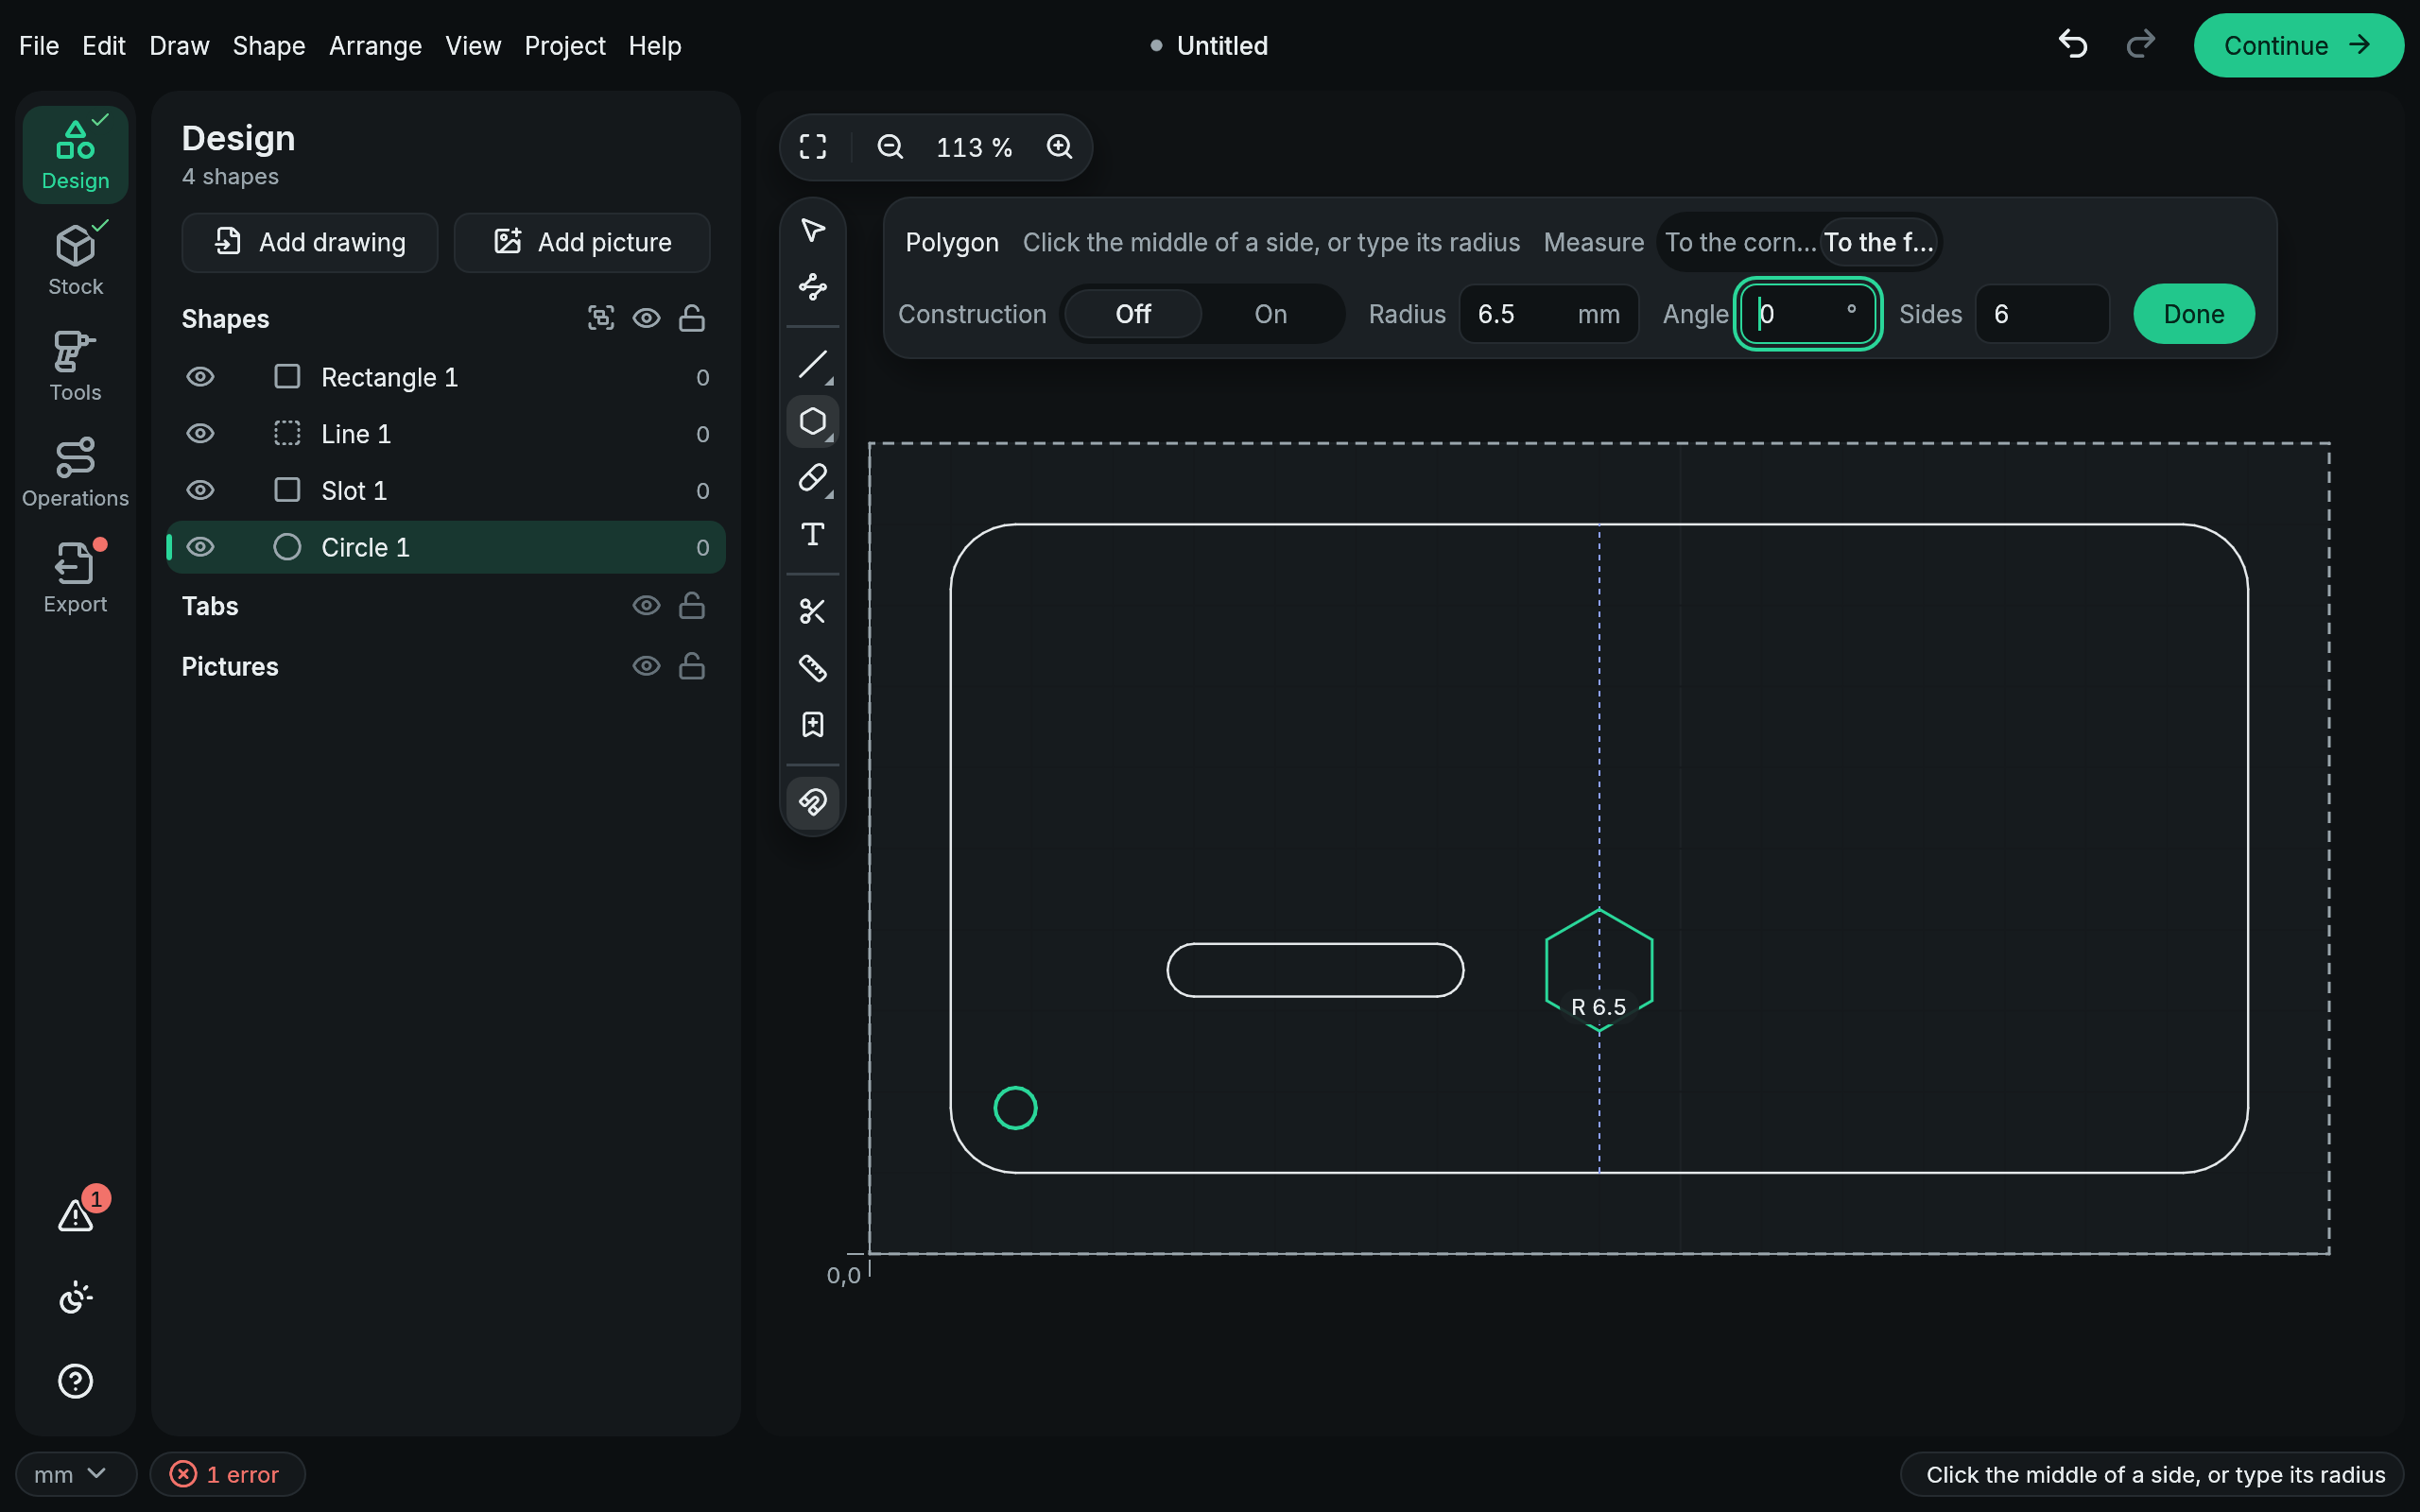 File Edit Draw Shape Arrange View Project Help
Untitled
Continue
Design
Stock
Tools
Operations
Export
1
Design
4 shapes
Add drawing
Add picture
Shapes
Rectangle 1 0
Line 1 0
Slot 1 0
Circle 1 0
Tabs
Pictures
113 %
Polygon Click the middle of a side, or type its radius Measure To the corn... To the f...
Construction Off On Radius 6.5 mm Angle 0 ° Sides 6 Done
R 6.5
0,0
mm
1 error
Click the middle of a side, or type its radius